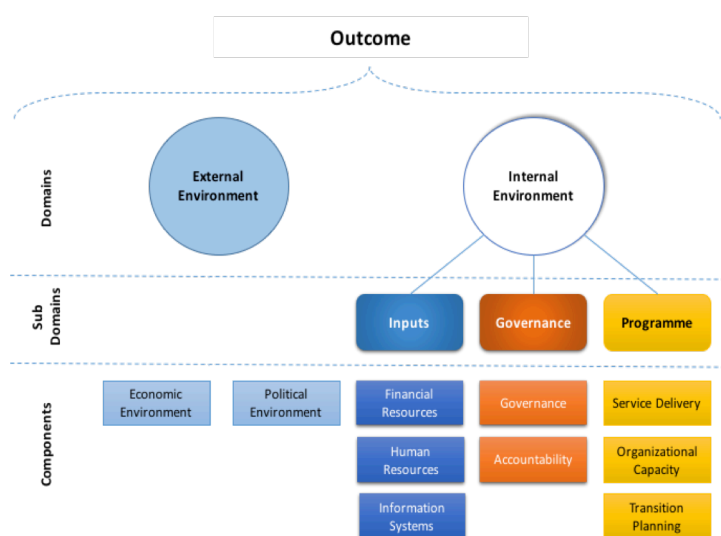 Outcome
Domains
External
Environment
Internal
Environment
Sub
Domains
Inputs
Governance
Programme
Components
Economic
Environment
Political
Environment
Financial
Resources
Governance
Service Delivery
Human
Resources
Accountability
Organizational
Capacity
Information
Systems
Transition
Planning